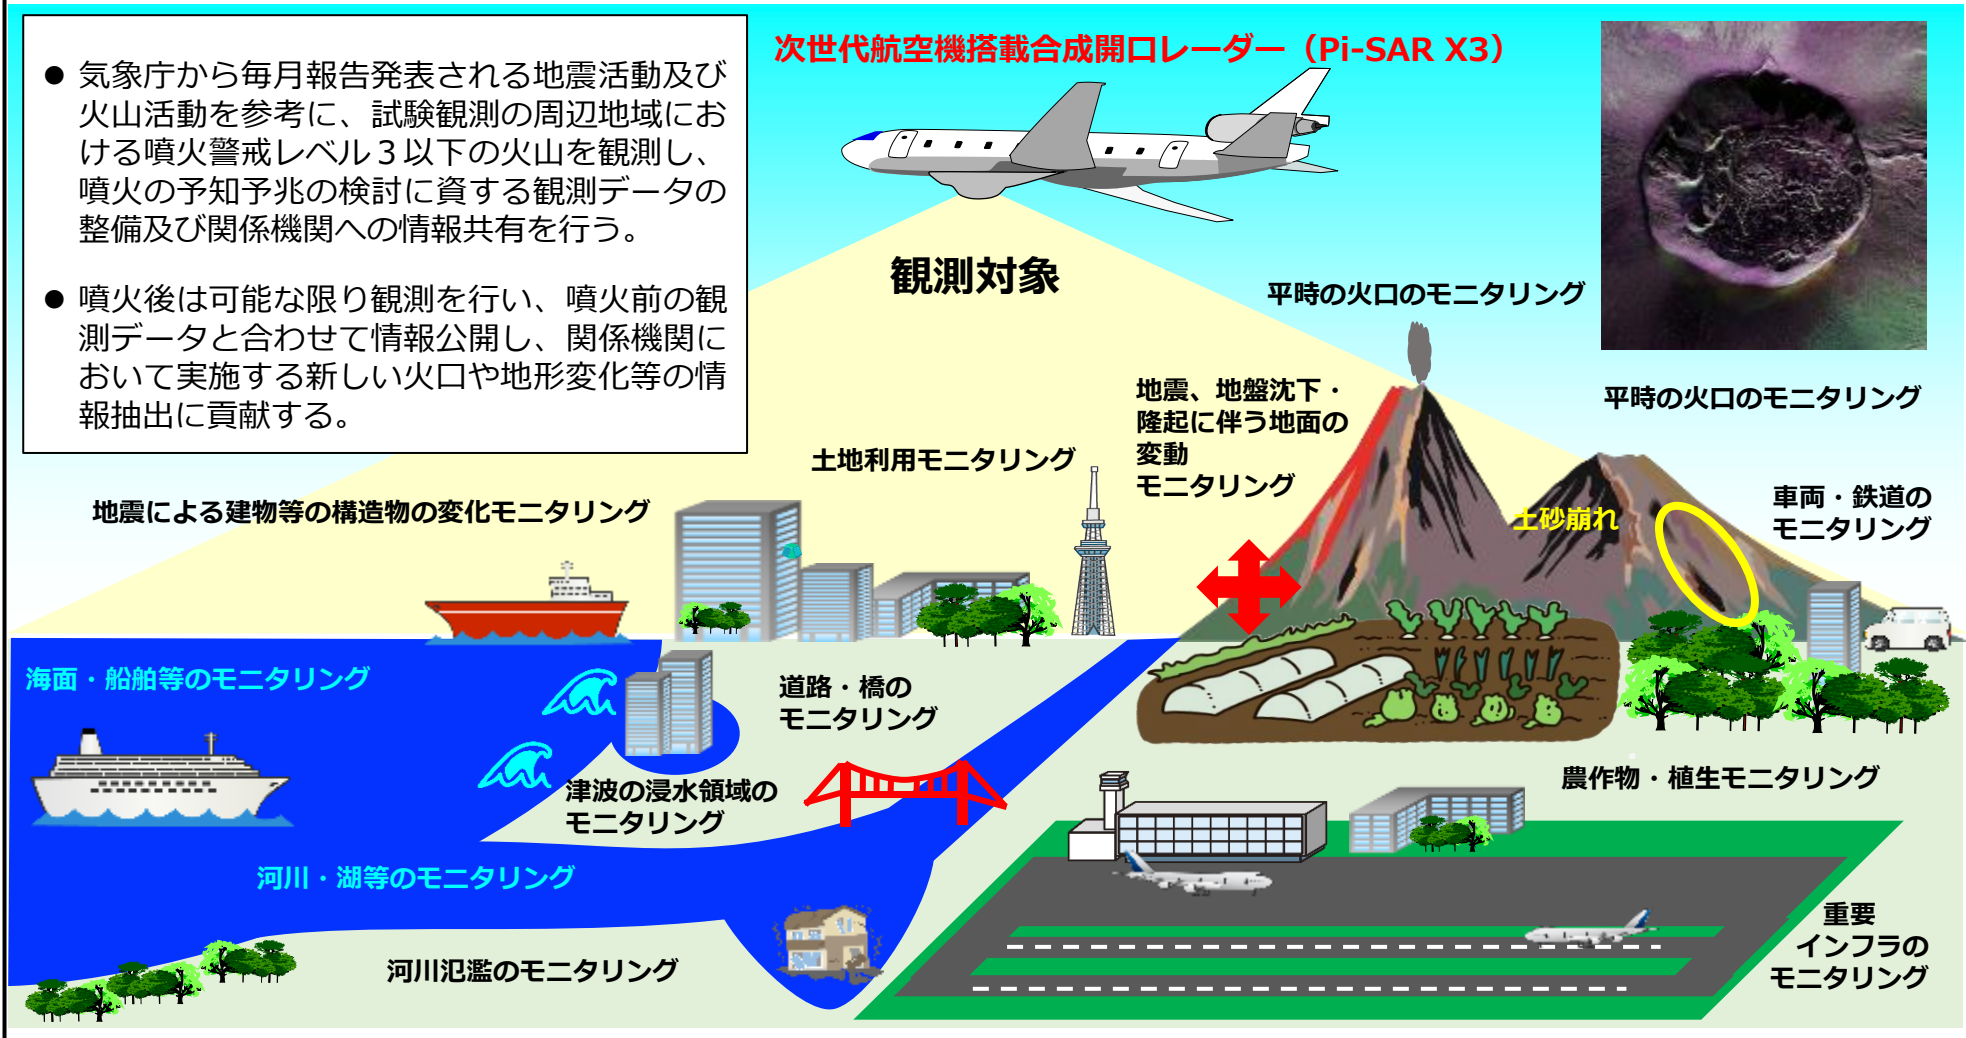 次世代航空機搭載合成開口レーダー（Pi-SAR X3）
● 気象庁から毎月報告発表される地震活動及び
火山活動を参考に、試験観測の周辺地域にお
ける噴火警戒レベル３以下の火山を観測し、
噴火の予知予兆の検討に資する観測データの
整備及び関係機関への情報共有を行う。
● 噴火後は可能な限り観測を行い、噴火前の観
測データと合わせて情報公開し、関係機関に
おいて実施する新しい火口や地形変化等の情
報抽出に貢献する。
観測対象
平時の火口のモニタリング
平時の火口のモニタリング
地震、地盤沈下・
隆起に伴う地面の
変動
モニタリング
土地利用モニタリング
地震による建物等の構造物の変化モニタリング
車両・鉄道の
モニタリング
土砂崩れ
海面・船舶等のモニタリング
道路・橋の
モニタリング
津波の浸水領域の
モニタリング
農作物・植生モニタリング
河川・湖等のモニタリング
河川氾濫のモニタリング
重要
インフラの
モニタリング